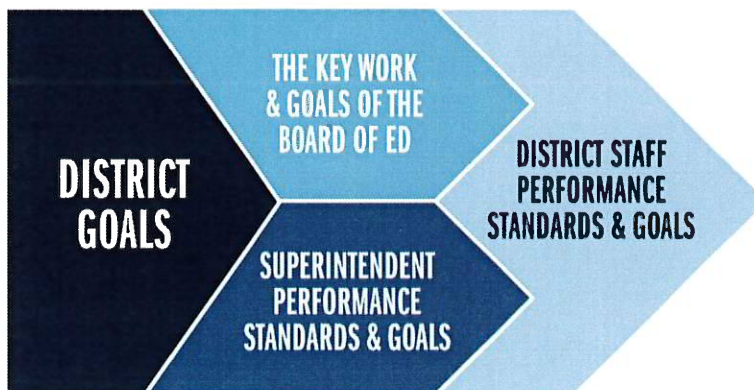 DISTRICT
GOALS
THE KEY WORK
& GOALS OF THE
BOARD OF ED
SUPERINTENDENT
PERFORMANCE
STANDARDS & GOALS
DISTRICT STAFF
PERFORMANCE
STANDARDS & GOALS